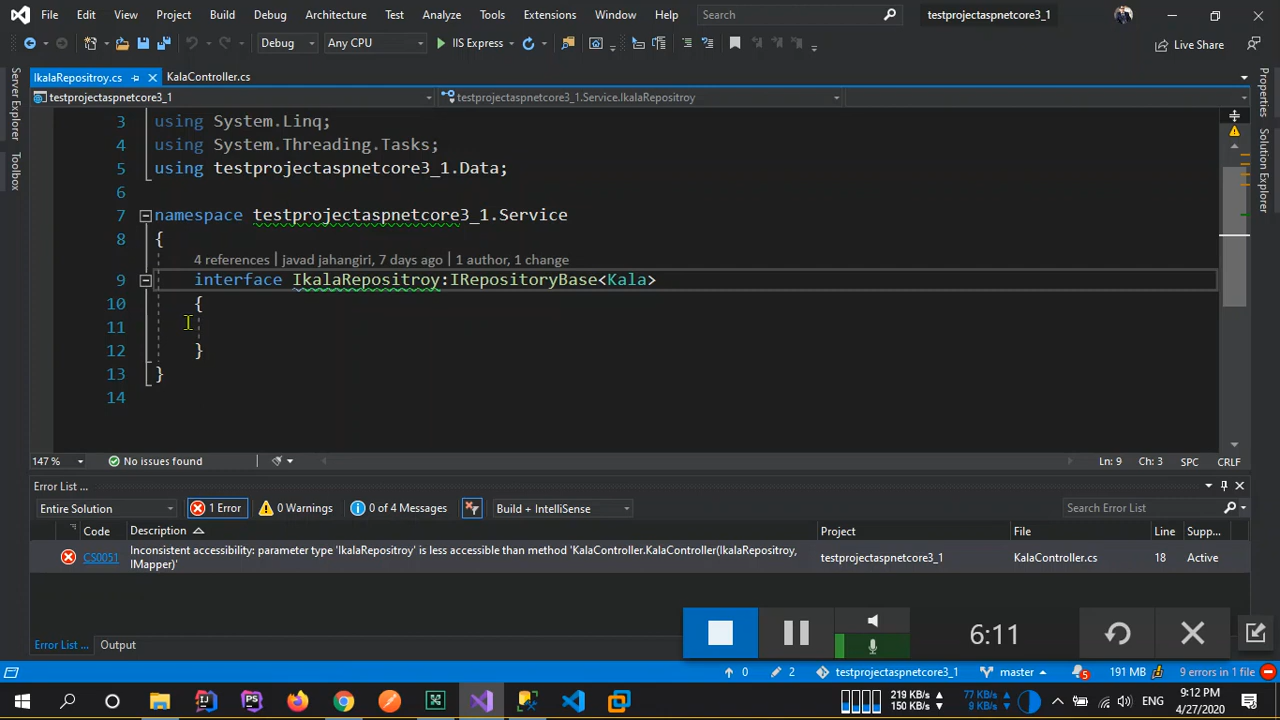 File Edit View Project Build Debug Architecture Test Analyze Tools Extensions Window Help Search testprojectaspnetcore3_1
Debug Any CPU IIS Express Live Share
IkalaRepositroy.cs KalaController.cs
testprojectaspnetcore3_1 testprojectaspnetcore3_1.Service.IkalaRepositroy
Server Explorer
Toolbox
Properties
Solution Explorer
3 using System.Linq;
4 using System.Threading.Tasks;
5 using testprojectaspnetcore3_1.Data;
6
7 namespace testprojectaspnetcore3_1.Service
8 {
4 references | javad jahangiri, 7 days ago | 1 author, 1 change
9 interface IkalaRepositroy:IRepositoryBase<Kala>
10 {
11
12 }
13 }
14
147 % No issues found Ln: 9 Ch: 3 SPC CRLF
Error List ...
Entire Solution 1 Error 0 Warnings 0 of 4 Messages Build + IntelliSense Search Error List
Code Description Project File Line Supp...
CS0051 Inconsistent accessibility: parameter type 'IkalaRepositroy' is less accessible than method 'KalaController.KalaController(IkalaRepositroy, IMapper)' testprojectaspnetcore3_1 KalaController.cs 18 Active
6:11
Error List ... Output
0 2 testprojectaspnetcore3_1 master 5 191 MB 9 errors in 1 file
219 KB/s
150 KB/s
77 KB/s
9 KB/s
ENG
9:12 PM
4/27/2020